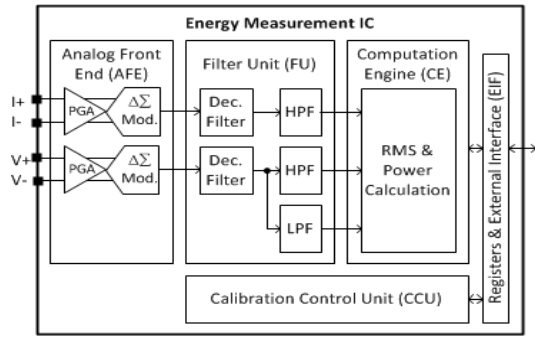 Energy Measurement IC
Analog Front
End (AFE)
Filter Unit (FU)
Computation
Engine (CE)
I+
I-
V+
V-
PGA
ΔΣ
Mod.
PGA
ΔΣ
Mod.
Dec.
Filter
Dec.
Filter
HPF
HPF
LPF
RMS &
Power
Calculation
Calibration Control Unit (CCU)
Registers & External Interface (EIF)